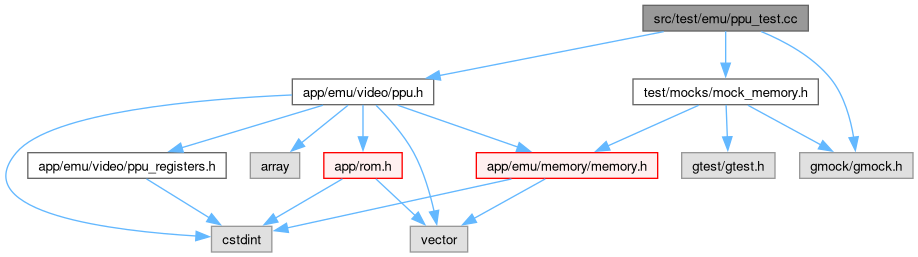 src/test/emu/ppu_test.cc
app/emu/video/ppu.h
test/mocks/mock_memory.h
app/emu/video/ppu_registers.h
array
app/rom.h
app/emu/memory/memory.h
gtest/gtest.h
gmock/gmock.h
cstdint
vector